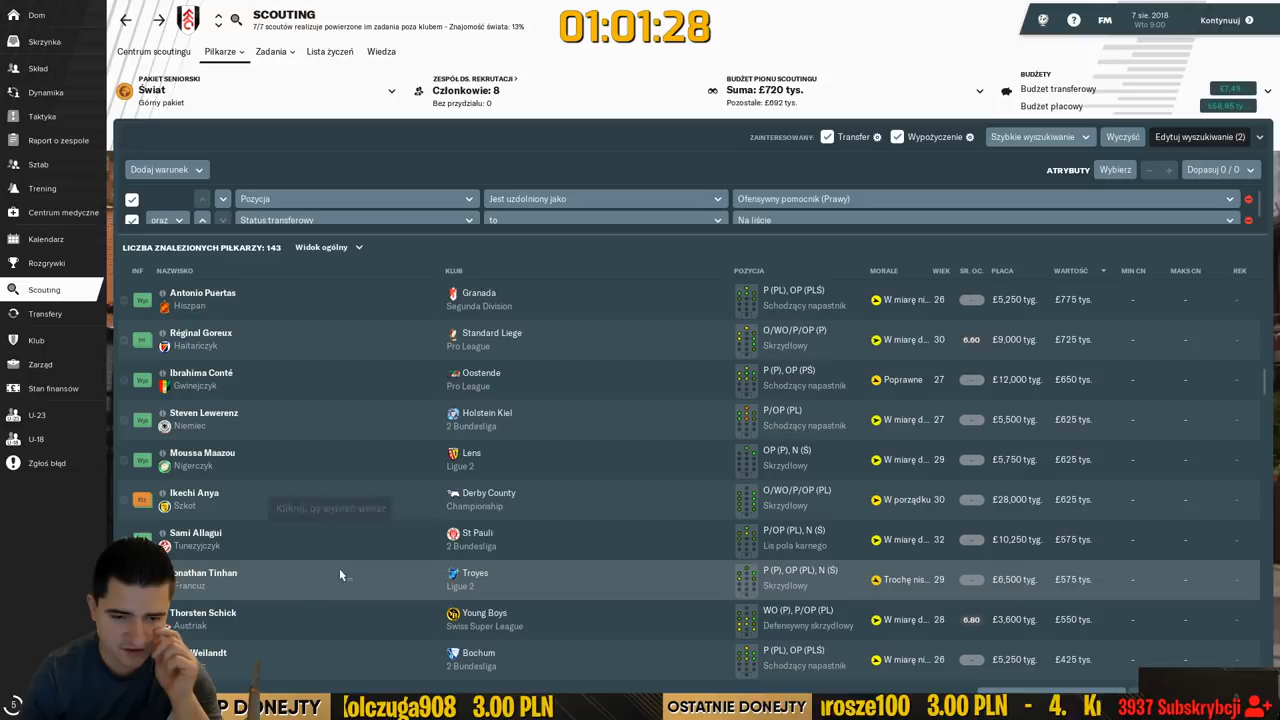 Dom
Skrzynka
Skład
Dynamika
Taktyka
Raport o zespole
Sztab
Trening
Centrum medyczne
Kalendarz
Rozgrywki
Scouting
Transfery
Klub
Zarząd
Stan finansów
U-23
U-18
Zgłoś błąd
SCOUTING
7/7 scoutów realizuje powierzone im zadania poza klubem - Znajomość świata: 13%
01:01:28
FM
7 sie. 2018
Wto 9:00
Kontynuuj
Centrum scoutingu
Piłkarze
Zadania
Lista życzeń
Wiedza
PAKIET SENIORSKI
Świat
Górny pakiet
ZESPÓŁ DS. REKRUTACJI >
Członkowie: 8
Bez przydziału: 0
BUDŻET PIONU SCOUTINGU
Suma: £720 tys.
Pozostałe: £692 tys.
BUDŻETY
Budżet transferowy
Budżet płacowy
ZAINTERESOWANY:
Transfer
Wypożyczenie
Szybkie wyszukiwanie
Wyczyść
Edytuj wyszukiwanie (2)
Dodaj warunek
ATRYBUTY
Wybierz
Dopasuj 0 / 0
Pozycja
Jest uzdolniony jako
Ofensywny pomocnik (Prawy)
oraz
Status transferowy
to
Na liście
LICZBA ZNALEZIONYCH PIŁKARZY: 143
Widok ogólny
INF NAZWISKO KLUB POZYCJA MORALE WIEK ŚR. OC. PŁACA WARTOŚĆ MIN CN MAKS CN REK
Wys Antonio Puertas Granada P (PL), OP (PLŚ) W miarę ni... 26 - £5,250 tyg. £775 tys. - - -
Hiszpan Segunda Division Schodzący napastnik
Int Réginal Goreux Standard Liege O/WO/P/OP (P) W miarę d... 30 6.60 £9,000 tyg. £725 tys. - - -
Haitańczyk Pro League Skrzydłowy
Wys Ibrahima Conté Oostende P (P), OP (PŚ) Poprawne 27 - £12,000 tyg. £650 tys. - - -
Gwinejczyk Pro League Schodzący napastnik
Wys Steven Lewerenz Holstein Kiel P/OP (PL) W miarę d... 27 - £5,500 tyg. £625 tys. - - -
Niemiec 2 Bundesliga Schodzący napastnik
Wys Moussa Maazou Lens OP (P), N (Ś) W miarę d... 29 - £5,750 tyg. £625 tys. - - -
Nigerczyk Ligue 2 Skrzydłowy
Ikechi Anya Derby County O/WO/P/OP (PL) W porządku 30 - £28,000 tyg. £625 tys. - - -
Szkot Championship Skrzydłowy
Sami Allagui St Pauli P/OP (PL), N (Ś) W miarę d... 32 - £10,250 tyg. £575 tys. - - -
Tunezyjczyk 2 Bundesliga Lis pola karnego
onathan Tinhan Troyes P (P), OP (PL), N (Ś) Trochę nis... 29 - £6,500 tyg. £575 tys. - - -
Francuz Ligue 2 Skrzydłowy
Thorsten Schick Young Boys WO (P), P/OP (PL) W miarę d... 28 6.80 £3,600 tyg. £550 tys. - - -
Austriak Swiss Super League Defensywny skrzydłowy
Weilandt Bochum P (PL), OP (PLŚ) W miarę ni... 26 - £5,250 tyg. £425 tys. - - -
2 Bundesliga Schodzący napastnik
P DONEJTY
kolczuga908 3.00 PLN
OSTATNIE DONEJTY
arosze100 3.00 PLN - 4. Kr
3937 Subskrybcji
5